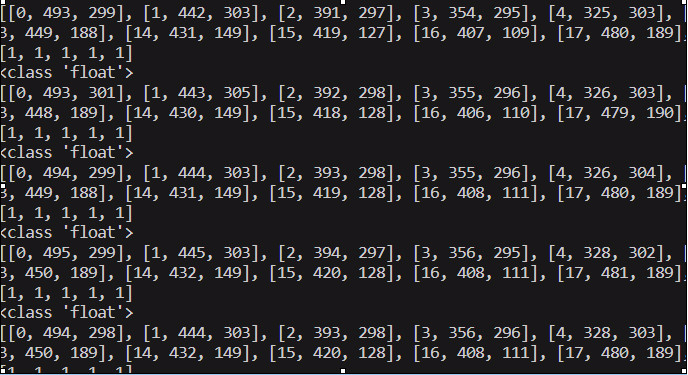 [[0, 493, 299], [1, 442, 303], [2, 391, 297], [3, 354, 295], [4, 325, 303], [
3, 449, 188], [14, 431, 149], [15, 419, 127], [16, 407, 109], [17, 480, 189],
[1, 1, 1, 1, 1]
<class 'float'>
[[0, 493, 301], [1, 443, 305], [2, 392, 298], [3, 355, 296], [4, 326, 303], [
3, 448, 189], [14, 430, 149], [15, 418, 128], [16, 406, 110], [17, 479, 190]
[1, 1, 1, 1, 1]
<class 'float'>
[[0, 494, 299], [1, 444, 303], [2, 393, 298], [3, 355, 296], [4, 326, 304], [
3, 449, 188], [14, 431, 149], [15, 419, 128], [16, 408, 111], [17, 480, 189],
[1, 1, 1, 1, 1]
<class 'float'>
[[0, 495, 299], [1, 445, 303], [2, 394, 297], [3, 356, 295], [4, 328, 302], [
3, 450, 189], [14, 432, 149], [15, 420, 128], [16, 408, 111], [17, 481, 189],
[1, 1, 1, 1, 1]
<class 'float'>
[[0, 494, 298], [1, 444, 303], [2, 393, 298], [3, 356, 296], [4, 328, 303], [
3, 450, 189], [14, 432, 149], [15, 420, 128], [16, 408, 111], [17, 480, 189],
[1, 1, 1, 1, 1]